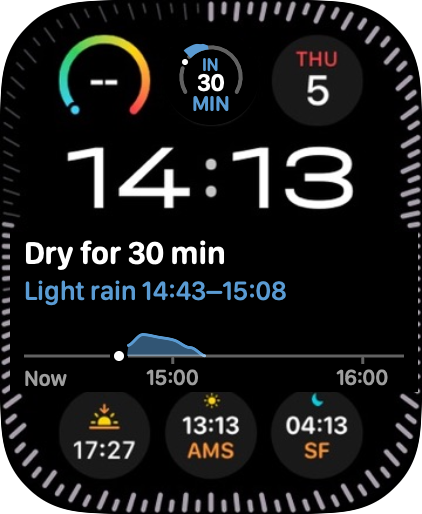 --
IN
30
MIN
THU
5
14:13
Dry for 30 min
Light rain 14:43–15:08
Now 15:00 16:00
17:27
13:13
AMS
04:13
SF